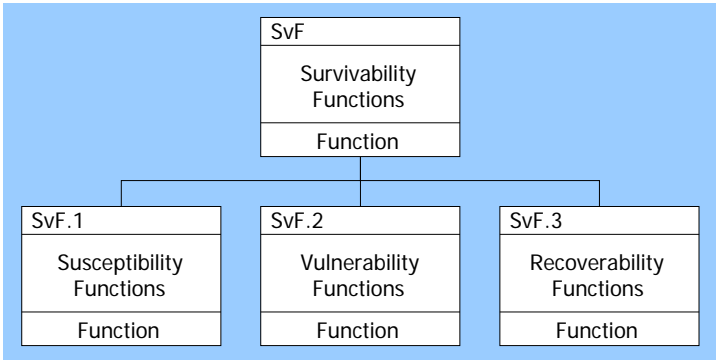 SvF
Survivability
Functions
Function
SvF.1
Susceptibility
Functions
Function
SvF.2
Vulnerability
Functions
Function
SvF.3
Recoverability
Functions
Function